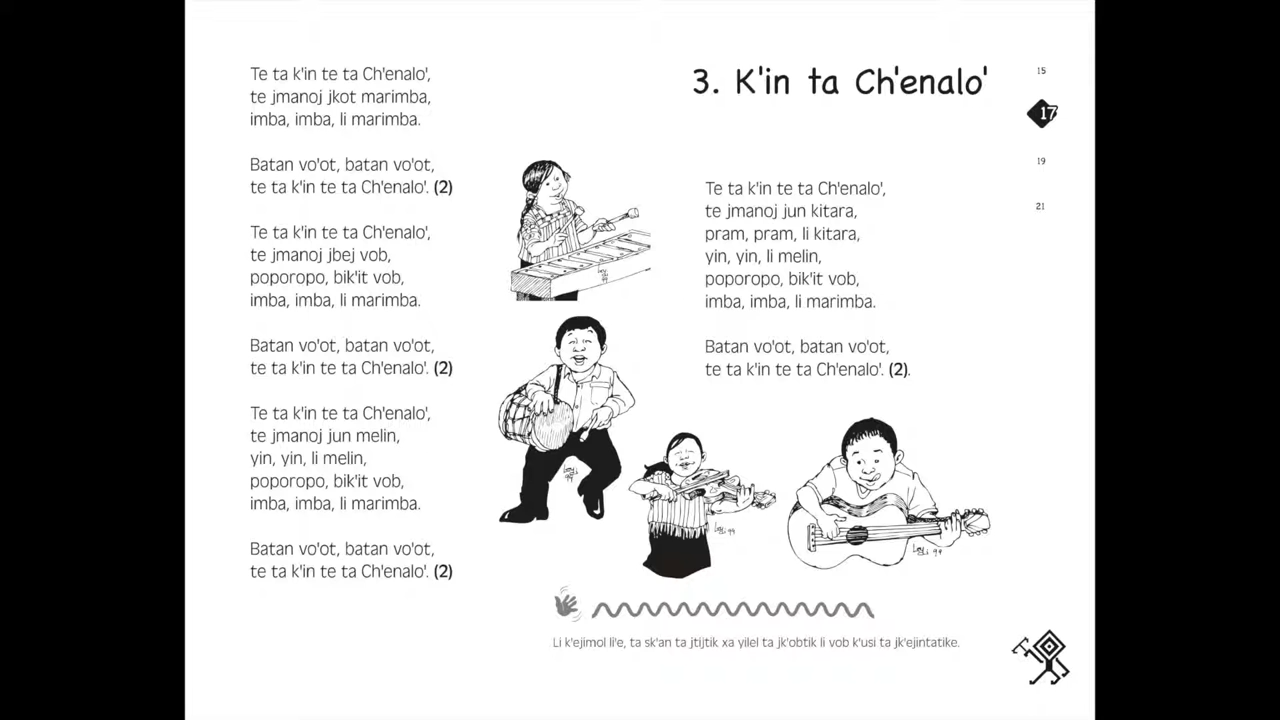 Te ta k'in te ta Ch'enalo',
te jmanoj jkot marimba,
imba, imba, li marimba.
Batan vo'ot, batan vo'ot,
te ta k'in te ta Ch'enalo'. (2)
Te ta k'in te ta Ch'enalo',
te jmanoj jbej vob,
poporopo, bik'it vob,
imba, imba, li marimba.
Batan vo'ot, batan vo'ot,
te ta k'in te ta Ch'enalo'. (2)
Te ta k'in te ta Ch'enalo',
te jmanoj jun melin,
yin, yin, li melin,
poporopo, bik'it vob,
imba, imba, li marimba.
Batan vo'ot, batan vo'ot,
te ta k'in te ta Ch'enalo'. (2)
3. K'in ta Ch'enalo'
Te ta k'in te ta Ch'enalo',
te jmanoj jun kitara,
pram, pram, li kitara,
yin, yin, li melin,
poporopo, bik'it vob,
imba, imba, li marimba.
Batan vo'ot, batan vo'ot,
te ta k'in te ta Ch'enalo'. (2).
Li k'ejimol li'e, ta sk'an ta jtijtik xa yilel ta jk'obtik li vob k'usi ta jk'ejintatike.
15
17
19
21